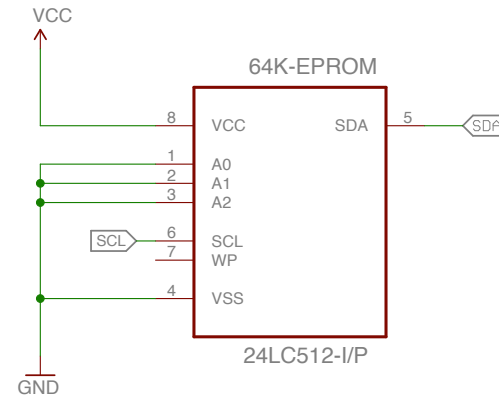 VCC
64K-EPROM
8 VCC SDA 5 SDA
1 A0
2 A1
3 A2
SCL 6 SCL
7 WP
4 VSS
24LC512-I/P
GND